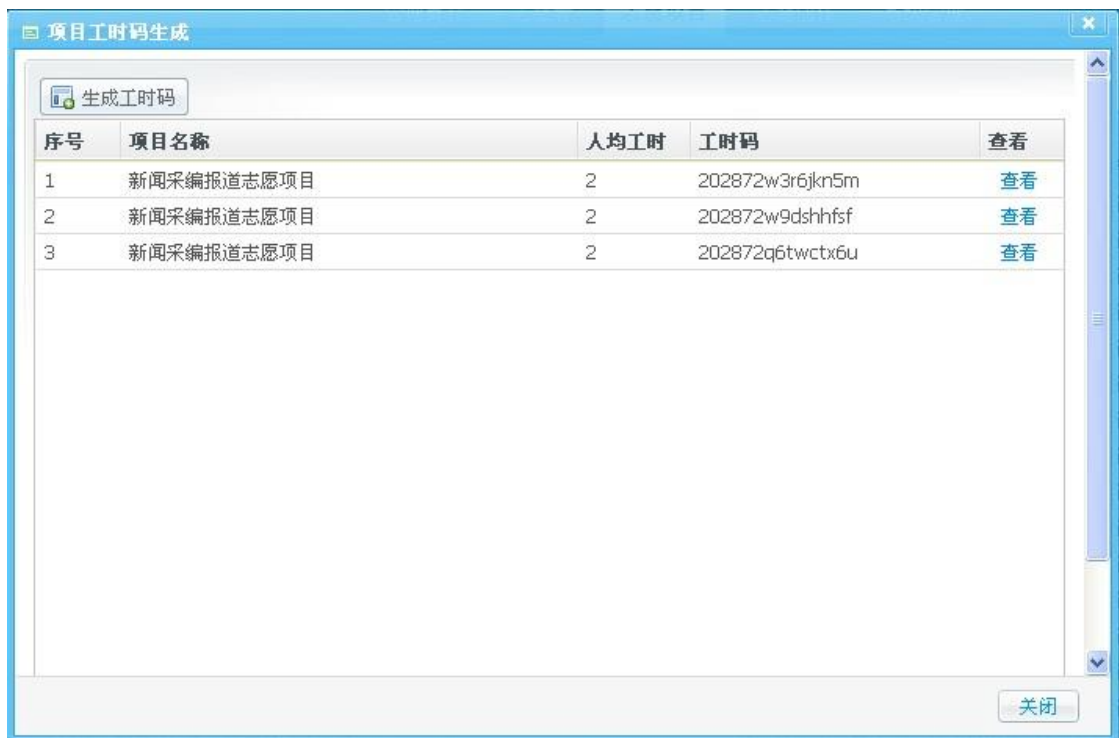 项目工时码生成
生成工时码
序号 项目名称 人均工时 工时码 查看
1 新闻采编报道志愿项目 2 202872w3r6jkn5m 查看
2 新闻采编报道志愿项目 2 202872w9dshhfsf 查看
3 新闻采编报道志愿项目 2 202872q6twctx6u 查看
关闭